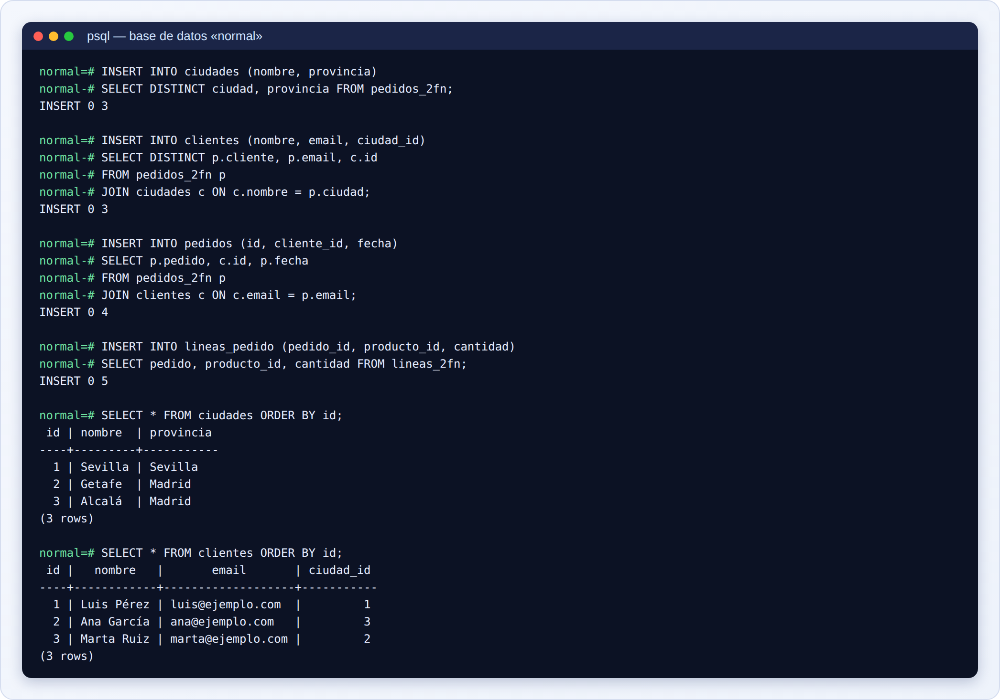 psql — base de datos «normal»
normal=# INSERT INTO ciudades (nombre, provincia)
normal-# SELECT DISTINCT ciudad, provincia FROM pedidos_2fn;
INSERT 0 3
normal=# INSERT INTO clientes (nombre, email, ciudad_id)
normal-# SELECT DISTINCT p.cliente, p.email, c.id
normal-# FROM pedidos_2fn p
normal-# JOIN ciudades c ON c.nombre = p.ciudad;
INSERT 0 3
normal=# INSERT INTO pedidos (id, cliente_id, fecha)
normal-# SELECT p.pedido, c.id, p.fecha
normal-# FROM pedidos_2fn p
normal-# JOIN clientes c ON c.email = p.email;
INSERT 0 4
normal=# INSERT INTO lineas_pedido (pedido_id, producto_id, cantidad)
normal-# SELECT pedido, producto_id, cantidad FROM lineas_2fn;
INSERT 0 5
normal=# SELECT * FROM ciudades ORDER BY id;
 id | nombre  | provincia
----+---------+-----------
  1 | Sevilla | Sevilla
  2 | Getafe  | Madrid
  3 | Alcalá  | Madrid
(3 rows)
normal=# SELECT * FROM clientes ORDER BY id;
 id |   nombre   |       email       | ciudad_id
----+------------+-------------------+-----------
  1 | Luis Pérez | luis@ejemplo.com  |         1
  2 | Ana García | ana@ejemplo.com   |         3
  3 | Marta Ruiz | marta@ejemplo.com |         2
(3 rows)